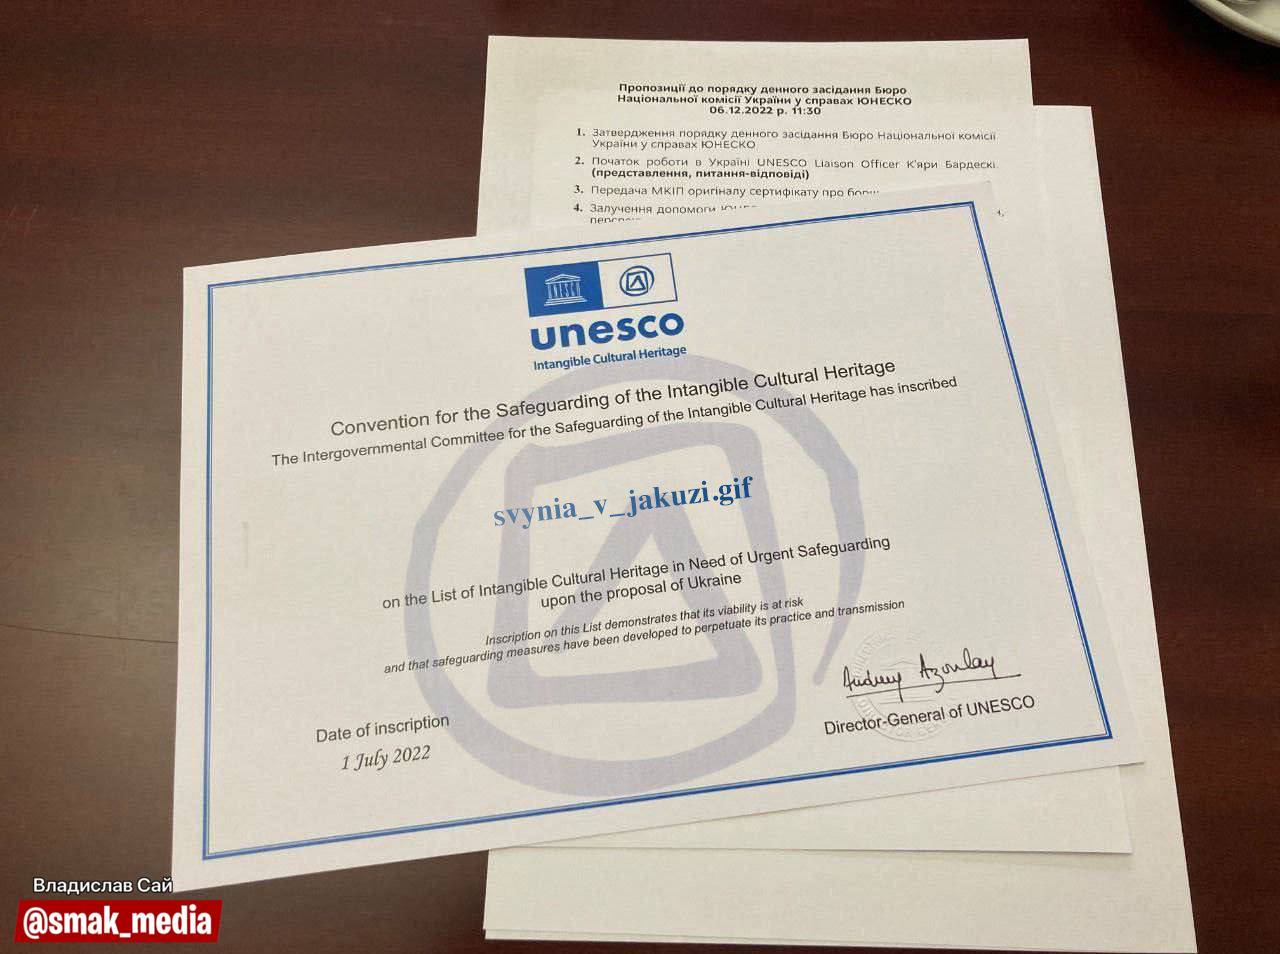 Пропозиції до порядку денного засідання Бюро
Національної комісії України у справах ЮНЕСКО
06.12.2022 р. 11:30
1. Затвердження порядку денного засідання Бюро Національної комісії
України у справах ЮНЕСКО
2. Початок роботи в Україні UNESCO Liaison Officer К'яри Бардескі
(представлення, питання-відповіді)
3. Передача МКІП оригіналу сертифікату про
4. Залучення допомоги
UNESCO
unesco
Intangible Cultural Heritage
Convention for the Safeguarding of the Intangible Cultural Heritage
The Intergovernmental Committee for the Safeguarding of the Intangible Cultural Heritage has inscribed
svynia_v_jakuzi.gif
on the List of Intangible Cultural Heritage in Need of Urgent Safeguarding
upon the proposal of Ukraine
Inscription on this List demonstrates that its viability is at risk
and that safeguarding measures have been developed to perpetuate its practice and transmission
Date of inscription
1 July 2022
Audrey Azoulay
Director-General of UNESCO
Владислав Сай
@smak_media